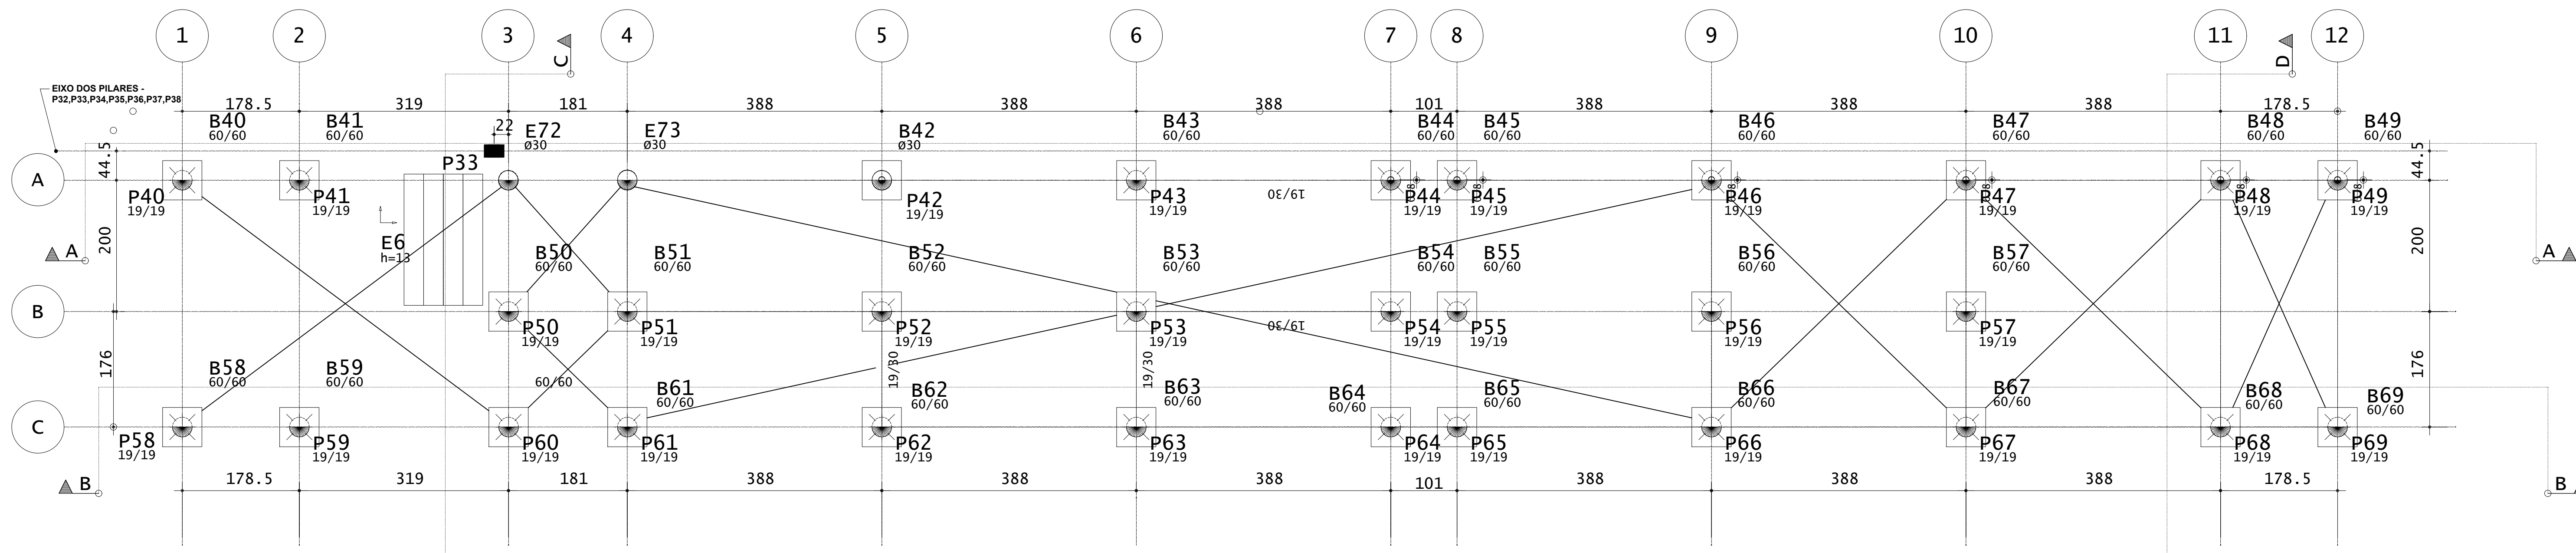 1 2 3 4 5 6 7 8 9 10 11 12
C D
EIXO DOS PILARES -
P32,P33,P34,P35,P36,P37,P38
178.5 319 181 388 388 388 101 388 388 388 178.5
B40 B41 E72 E73 B42 B43 B44 B45 B46 B47 B48 B49
60/60 60/60 Ø30 Ø30 Ø30 60/60 60/60 60/60 60/60 60/60 60/60 60/60
22
44.5 44.5
P33
A
P40 P41 P42 P43 P44 P45 P46 P47 P48 P49
19/19 19/19 19/19 19/19 19/19 19/19 19/19 19/19 19/19 19/19
19/30
200 200
A A
E6
h=13
B50 B51 B52 B53 B54 B55 B56 B57
60/60 60/60 60/60 60/60 60/60 60/60 60/60 60/60
B
P50 P51 P52 P53 P54 P55 P56 P57
19/19 19/19 19/19 19/19 19/19 19/19 19/19 19/19
19/30
176 19/30 19/30 176
B58 B59 B61 B62 B63 B64 B65 B66 B67 B68 B69
60/60 60/60 60/60 60/60 60/60 60/60 60/60 60/60 60/60 60/60 60/60 60/60
C
P58 P59 P60 P61 P62 P63 P64 P65 P66 P67 P68 P69
19/19 19/19 19/19 19/19 19/19 19/19 19/19 19/19 19/19 19/19 19/19 19/19
B B
178.5 319 181 388 388 388 101 388 388 388 178.5